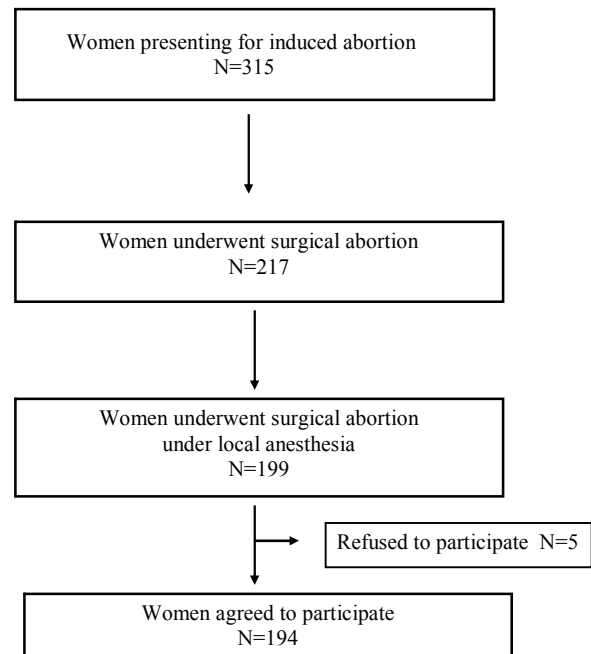 Women presenting for induced abortion
N=315
Women underwent surgical abortion
N=217
Women underwent surgical abortion
under local anesthesia
N=199
Refused to participate N=5
Women agreed to participate
N=194